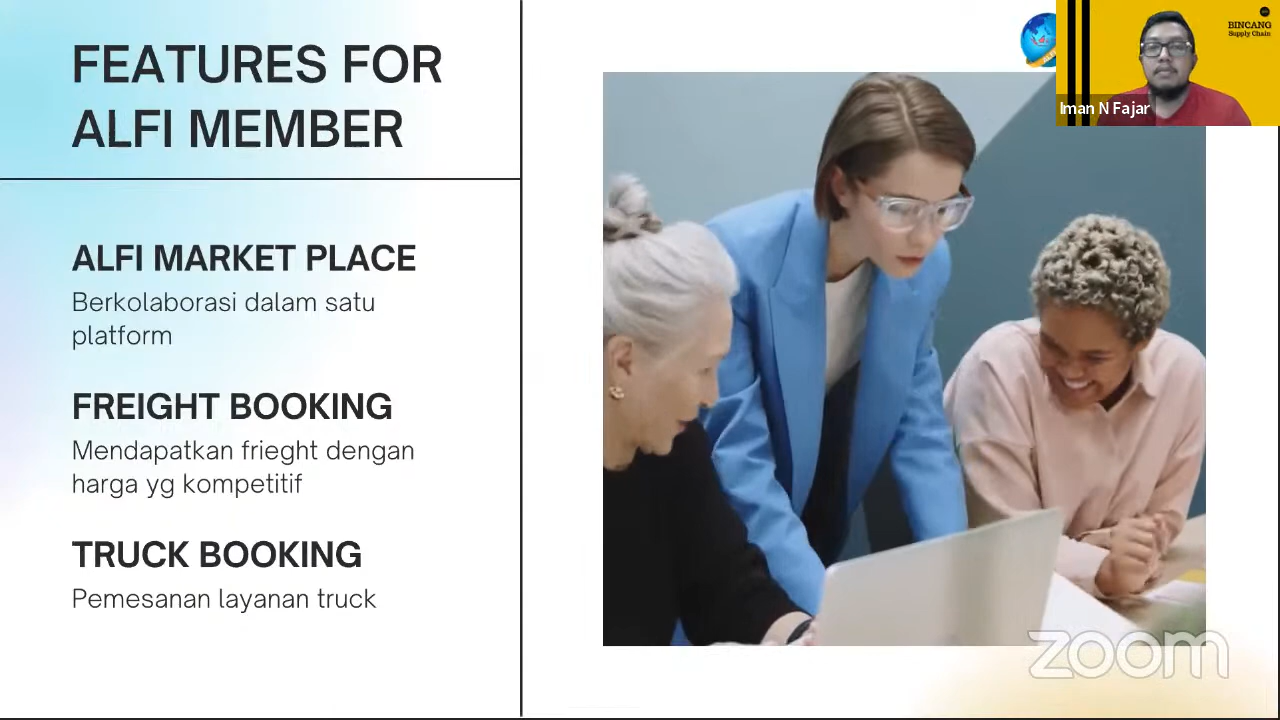 FEATURES FOR
ALFI MEMBER
ALFI MARKET PLACE
Berkolaborasi dalam satu
platform
FREIGHT BOOKING
Mendapatkan frieght dengan
harga yg kompetitif
TRUCK BOOKING
Pemesanan layanan truck
BINCANG
Supply Chain
Iman N Fajar
zoom